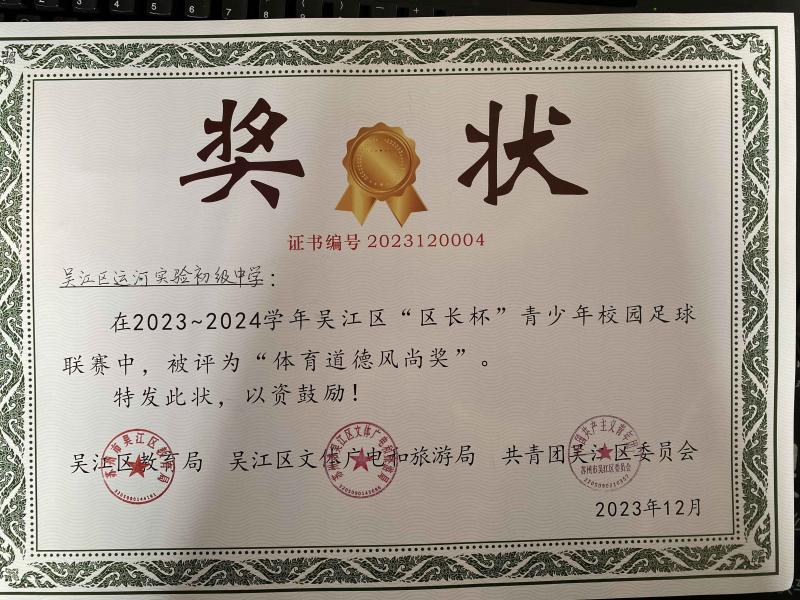 奖 状
证书编号 2023120004
吴江区运河实验初级中学：
在2023~2024学年吴江区“区长杯”青少年校园足球
联赛中，被评为“体育道德风尚奖”。
特发此状，以资鼓励！
吴江区教育局 吴江区文体广电和旅游局 共青团吴江区委员会
2023年12月